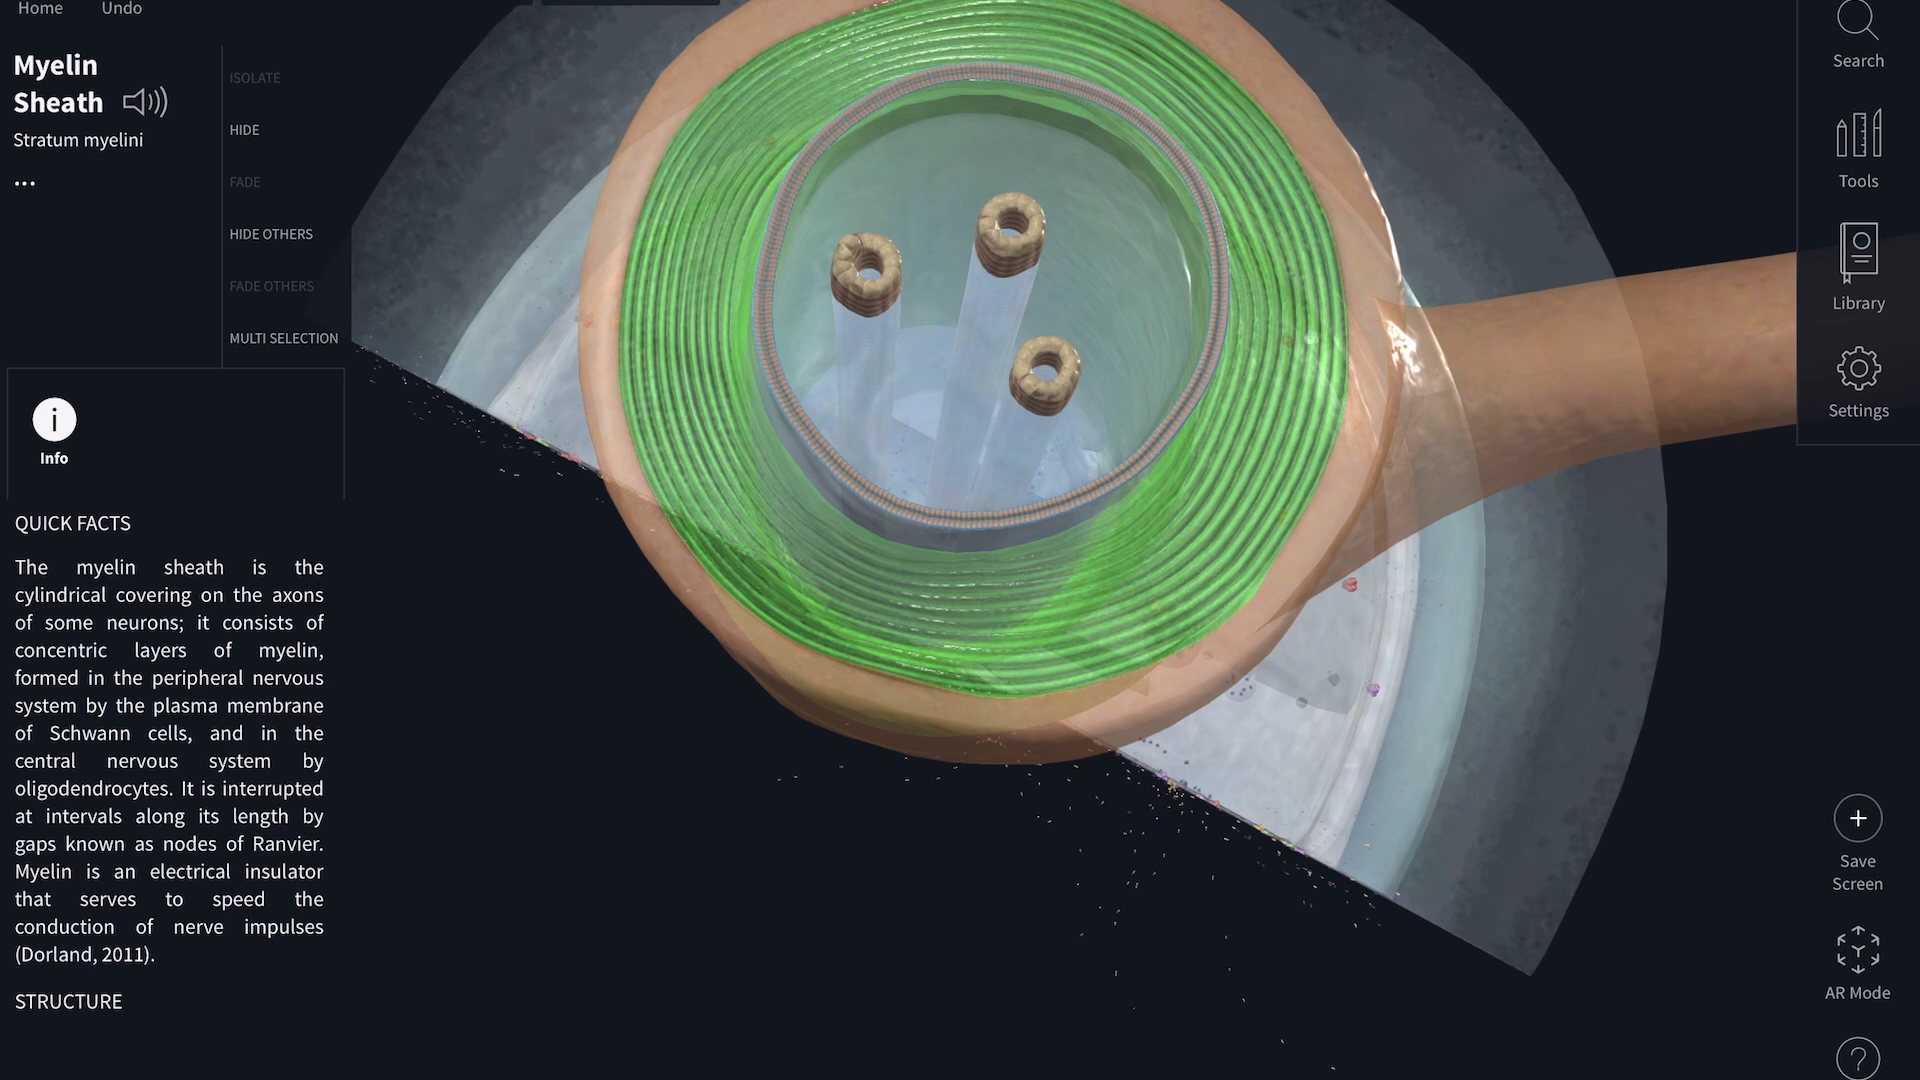 Home Undo
Myelin
Sheath
Stratum myelini
...
ISOLATE
HIDE
FADE
HIDE OTHERS
FADE OTHERS
MULTI SELECTION
i
Info
QUICK FACTS
The myelin sheath is the
cylindrical covering on the axons
of some neurons; it consists of
concentric layers of myelin,
formed in the peripheral nervous
system by the plasma membrane
of Schwann cells, and in the
central nervous system by
oligodendrocytes. It is interrupted
at intervals along its length by
gaps known as nodes of Ranvier.
Myelin is an electrical insulator
that serves to speed the
conduction of nerve impulses
(Dorland, 2011).
STRUCTURE
Search
Tools
Library
Settings
Save
Screen
AR Mode
?